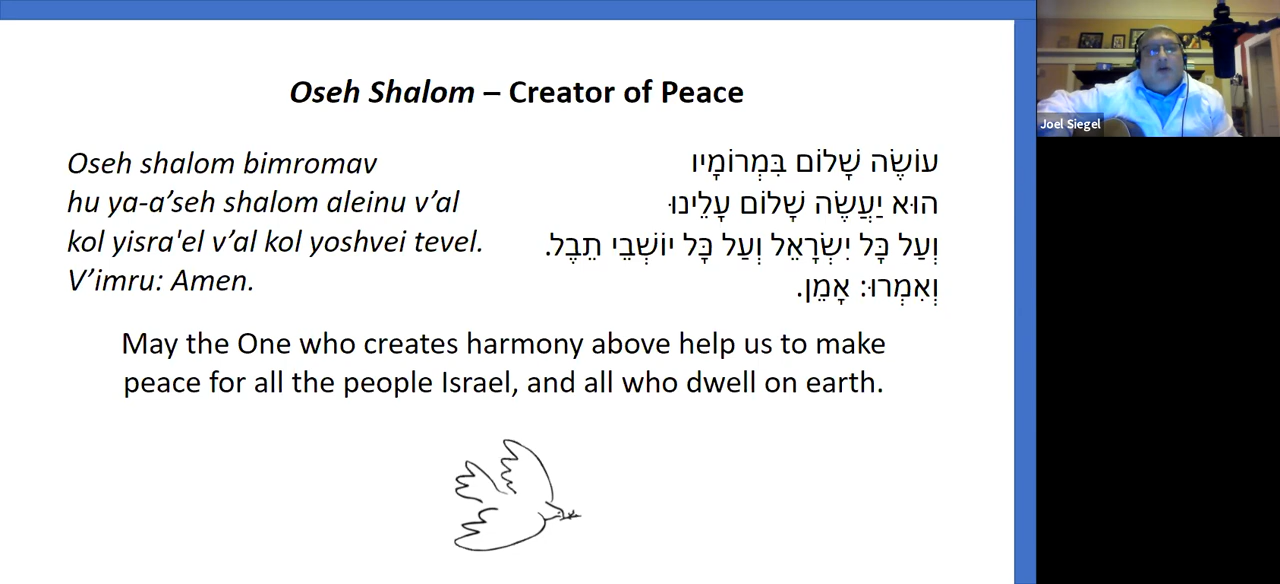 Oseh Shalom – Creator of Peace
Oseh shalom bimromav
hu ya-a’seh shalom aleinu v’al
kol yisra'el v’al kol yoshvei tevel.
V’imru: Amen.
עוֹשֶׂה שָׁלוֹם בִּמְרוֹמָיו
הוּא יַעֲשֶׂה שָׁלוֹם עָלֵינוּ
וְעַל כָּל יִשְׂרָאֵל וְעַל כָּל יוֹשְׁבֵי תֵבֶל.
וְאִמְרוּ: אָמֵן.
May the One who creates harmony above help us to make
peace for all the people Israel, and all who dwell on earth.
Joel Siegel